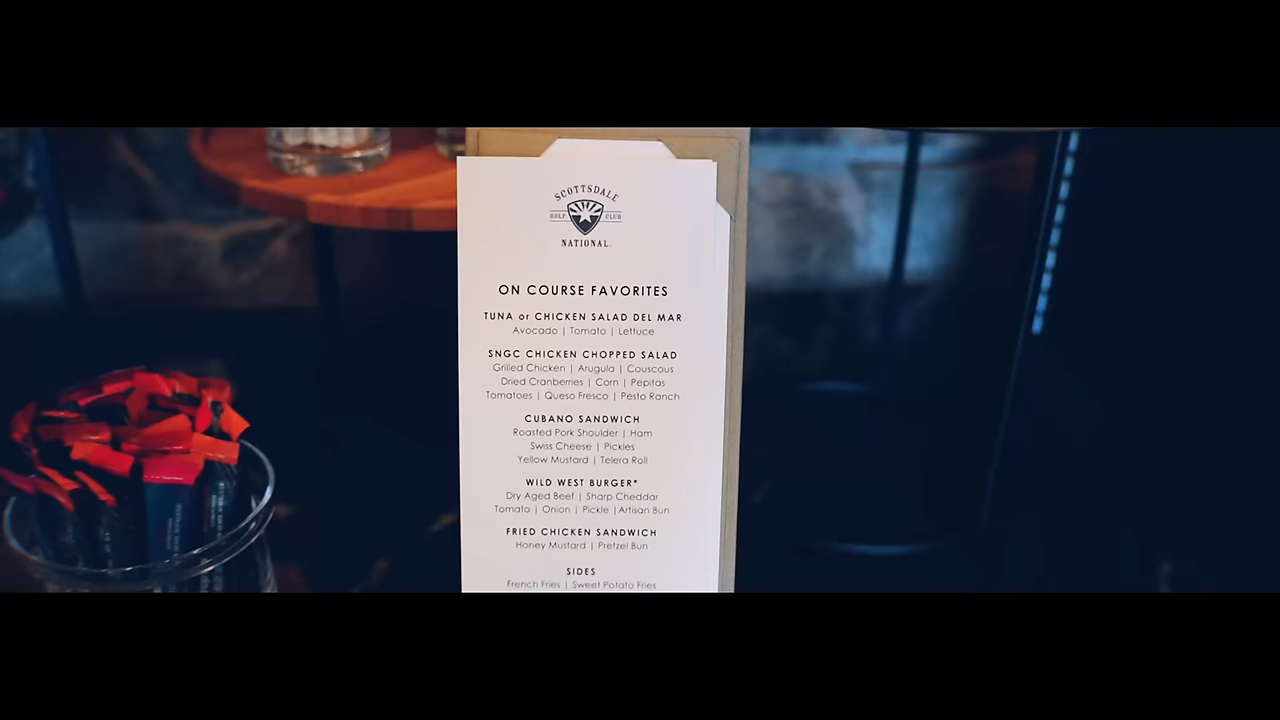 SCOTTSDALE
GOLF CLUB
NATIONAL
ON COURSE FAVORITES
TUNA or CHICKEN SALAD DEL MAR
Avocado | Tomato | Lettuce
SNGC CHICKEN CHOPPED SALAD
Grilled Chicken | Arugula | Couscous
Dried Cranberries | Corn | Pepitas
Tomatoes | Queso Fresco | Pesto Ranch
CUBANO SANDWICH
Roasted Pork Shoulder | Ham
Swiss Cheese | Pickles
Yellow Mustard | Telera Roll
WILD WEST BURGER*
Dry Aged Beef | Sharp Cheddar
Tomato | Onion | Pickle |Artisan Bun
FRIED CHICKEN SANDWICH
Honey Mustard | Pretzel Bun
SIDES
French Fries | Sweet Potato Fries